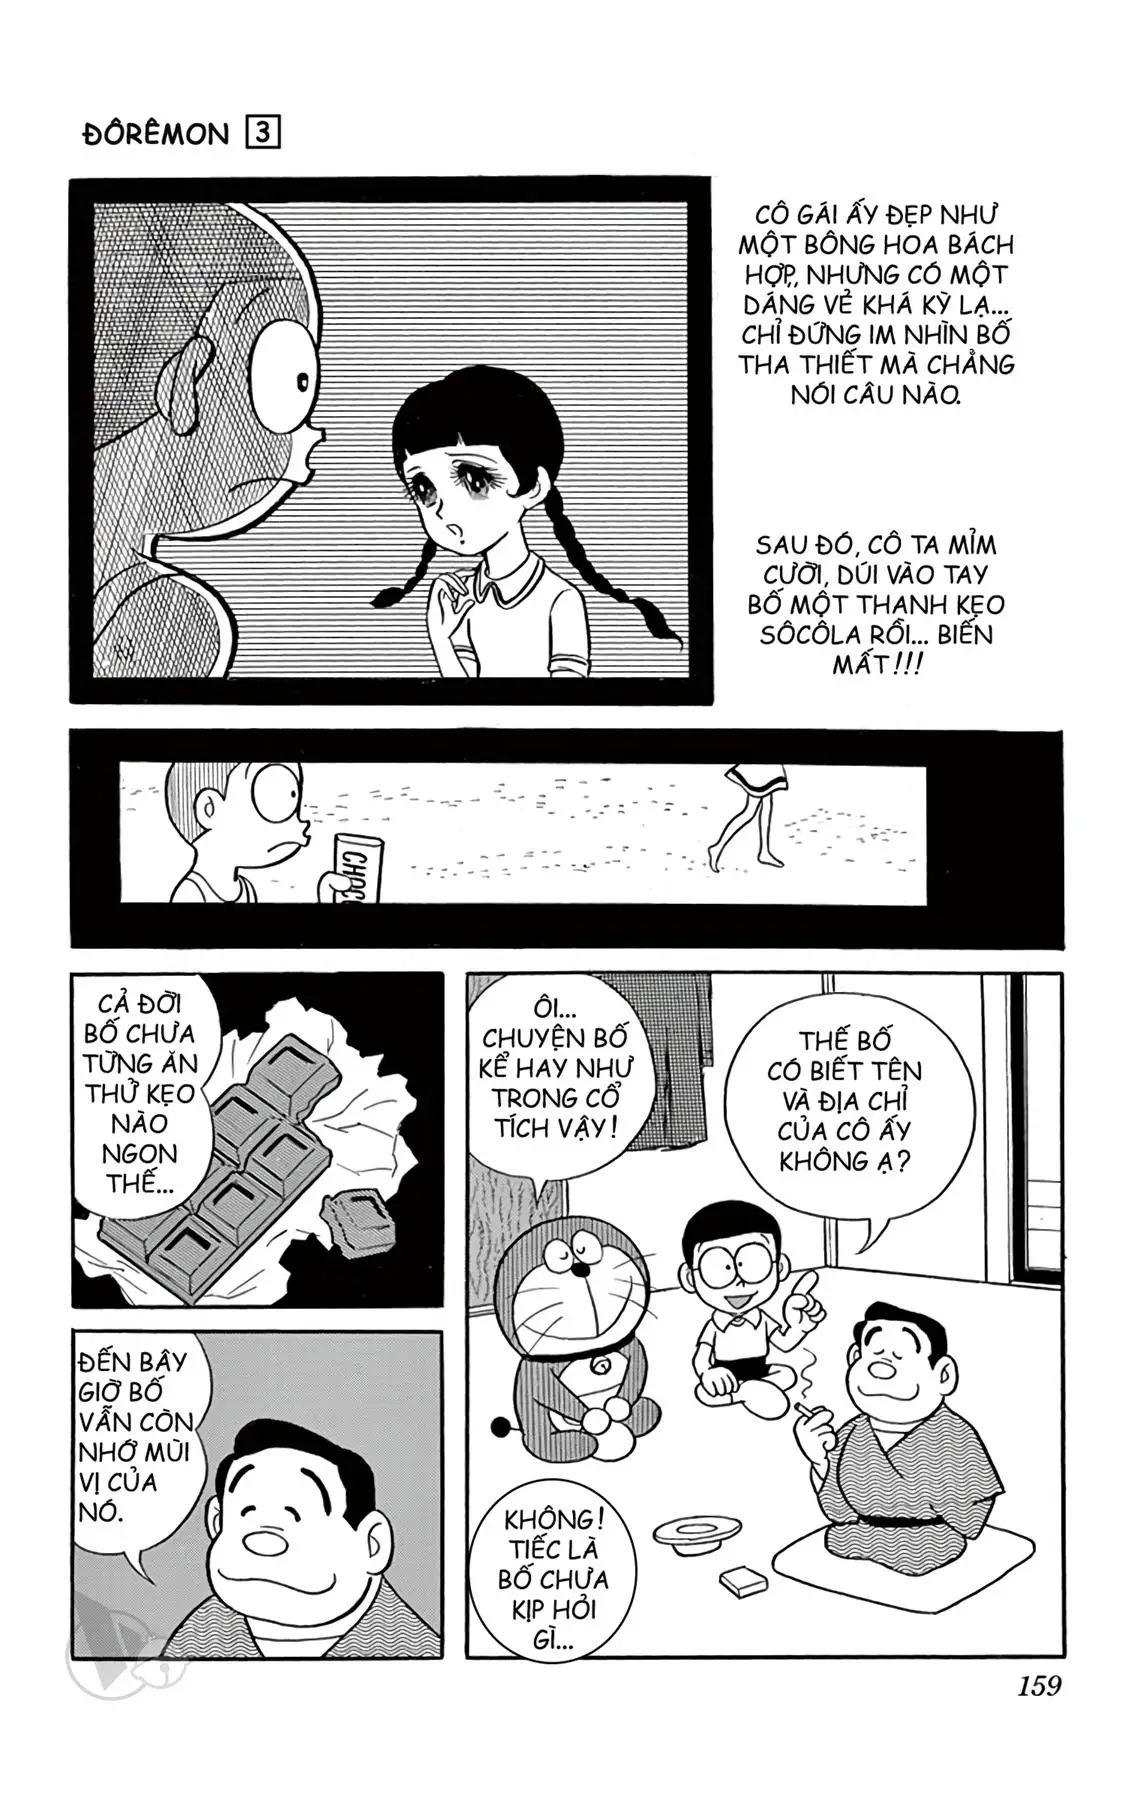 ĐÔRÊMON 3
CÔ GÁI ẤY ĐẸP NHƯ
MỘT BÔNG HOA BÁCH
HỢP,, NHƯNG CÓ MỘT
DÁNG VẺ KHÁ KỲ LẠ...
CHỈ ĐỨNG IM NHÌN BỐ
THA THIẾT MÀ CHẲNG
NÓI CÂU NÀO.
SAU ĐÓ, CÔ TA MỈM
CƯỜI, DÚI VÀO TAY
BỐ MỘT THANH KẸO
SÔCÔLA RỒI... BIẾN
MẤT!!!
CHOCO
CẢ ĐỜI
BỐ CHƯA
TỪNG ĂN
THỬ KẸO
NÀO
NGON
THẾ...
ĐẾN BÂY
GIỜ BỐ
VẪN CÒN
NHỚ MÙI
VỊ CỦA
NÓ.
ÔI...
CHUYỆN BỐ
KỂ HAY NHƯ
TRONG CỔ
TÍCH VẬY!
THẾ BỐ
CÓ BIẾT TÊN
VÀ ĐỊA CHỈ
CỦA CÔ ẤY
KHÔNG Ạ?
KHÔNG!
TIẾC LÀ
BỐ CHƯA
KỊP HỎI
GÌ...
159